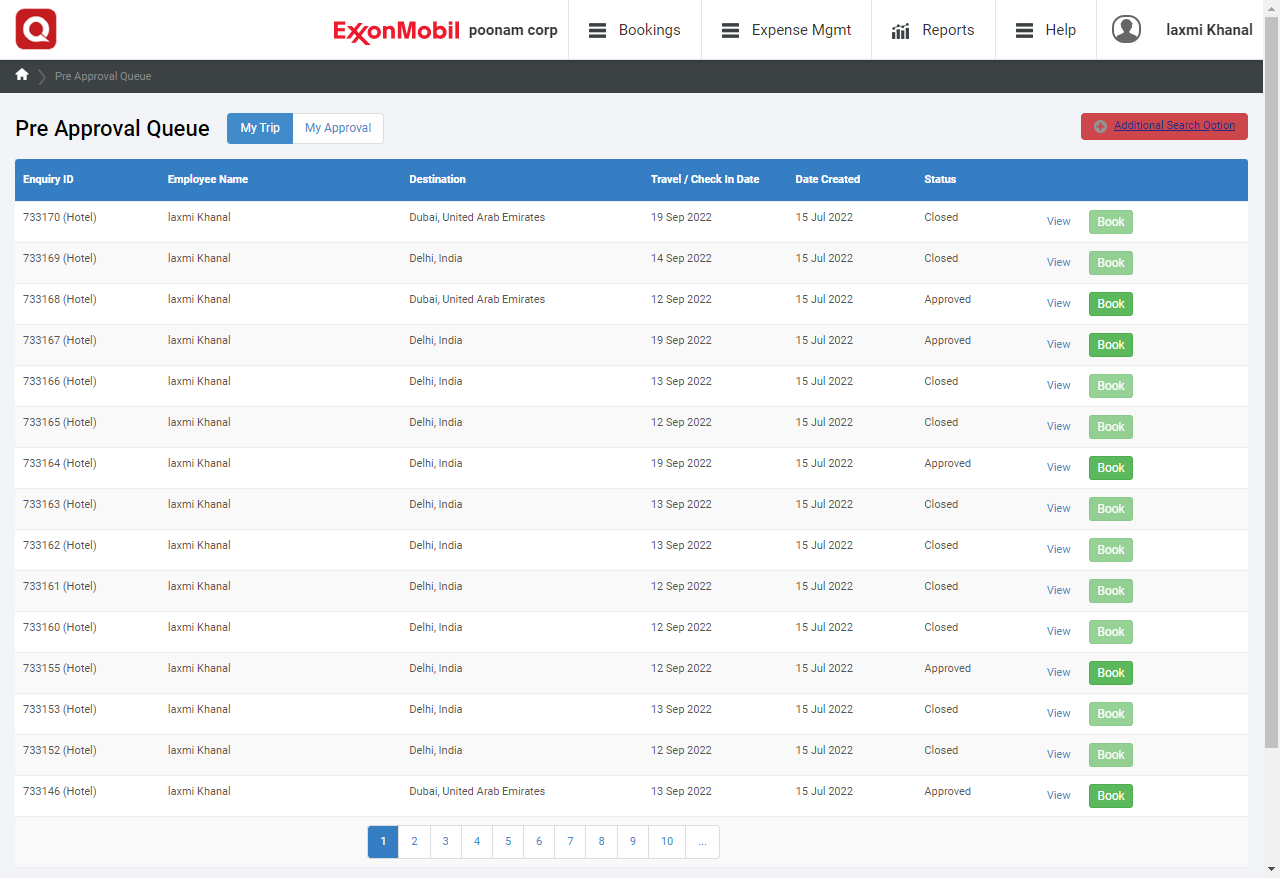 Q ExxonMobil poonam corp Bookings Expense Mgmt Reports Help laxmi Khanal
Pre Approval Queue
Pre Approval Queue My Trip My Approval Additional Search Option
Enquiry ID Employee Name Destination Travel / Check In Date Date Created Status
733170 (Hotel) laxmi Khanal Dubai, United Arab Emirates 19 Sep 2022 15 Jul 2022 Closed View Book
733169 (Hotel) laxmi Khanal Delhi, India 14 Sep 2022 15 Jul 2022 Closed View Book
733168 (Hotel) laxmi Khanal Dubai, United Arab Emirates 12 Sep 2022 15 Jul 2022 Approved View Book
733167 (Hotel) laxmi Khanal Delhi, India 19 Sep 2022 15 Jul 2022 Approved View Book
733166 (Hotel) laxmi Khanal Delhi, India 13 Sep 2022 15 Jul 2022 Closed View Book
733165 (Hotel) laxmi Khanal Delhi, India 12 Sep 2022 15 Jul 2022 Closed View Book
733164 (Hotel) laxmi Khanal Delhi, India 19 Sep 2022 15 Jul 2022 Approved View Book
733163 (Hotel) laxmi Khanal Delhi, India 13 Sep 2022 15 Jul 2022 Closed View Book
733162 (Hotel) laxmi Khanal Delhi, India 13 Sep 2022 15 Jul 2022 Closed View Book
733161 (Hotel) laxmi Khanal Delhi, India 12 Sep 2022 15 Jul 2022 Closed View Book
733160 (Hotel) laxmi Khanal Delhi, India 12 Sep 2022 15 Jul 2022 Closed View Book
733155 (Hotel) laxmi Khanal Delhi, India 12 Sep 2022 15 Jul 2022 Approved View Book
733153 (Hotel) laxmi Khanal Delhi, India 13 Sep 2022 15 Jul 2022 Closed View Book
733152 (Hotel) laxmi Khanal Delhi, India 12 Sep 2022 15 Jul 2022 Closed View Book
733146 (Hotel) laxmi Khanal Dubai, United Arab Emirates 13 Sep 2022 15 Jul 2022 Approved View Book
1 2 3 4 5 6 7 8 9 10 ...